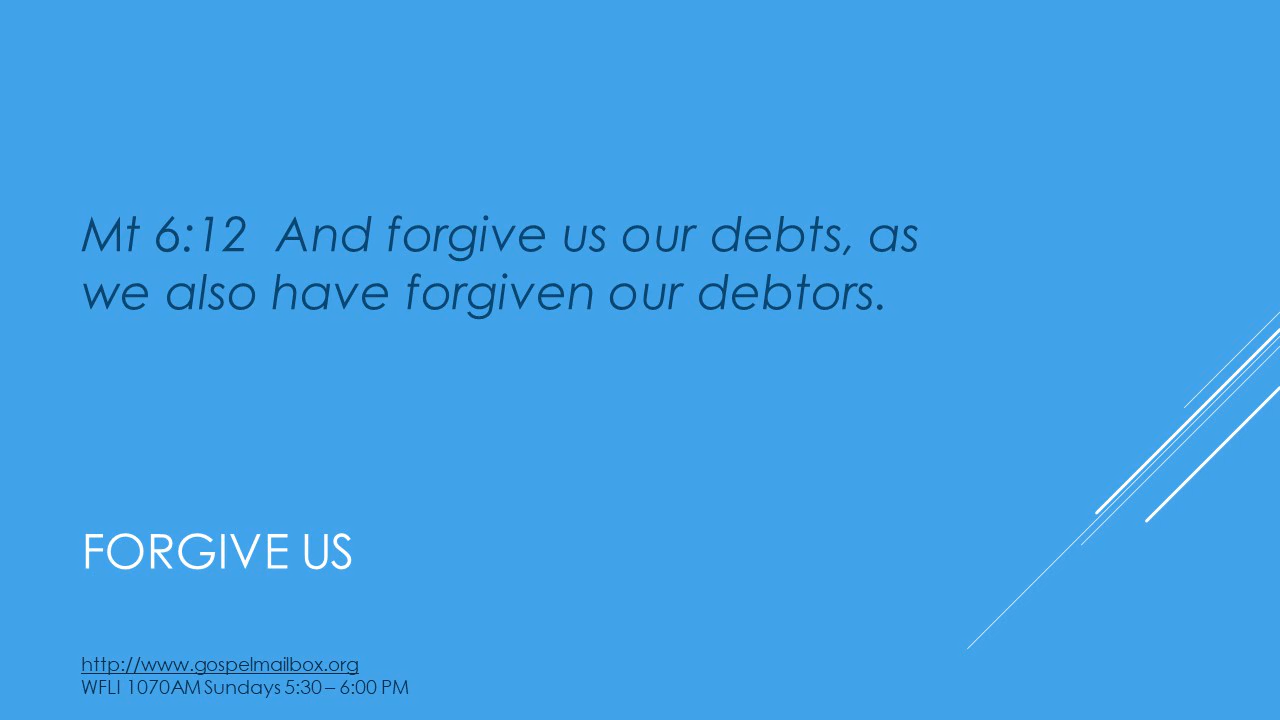 Mt 6:12  And forgive us our debts, as
we also have forgiven our debtors.
FORGIVE US
http://www.gospelmailbox.org
WFLI 1070AM Sundays 5:30 – 6:00 PM